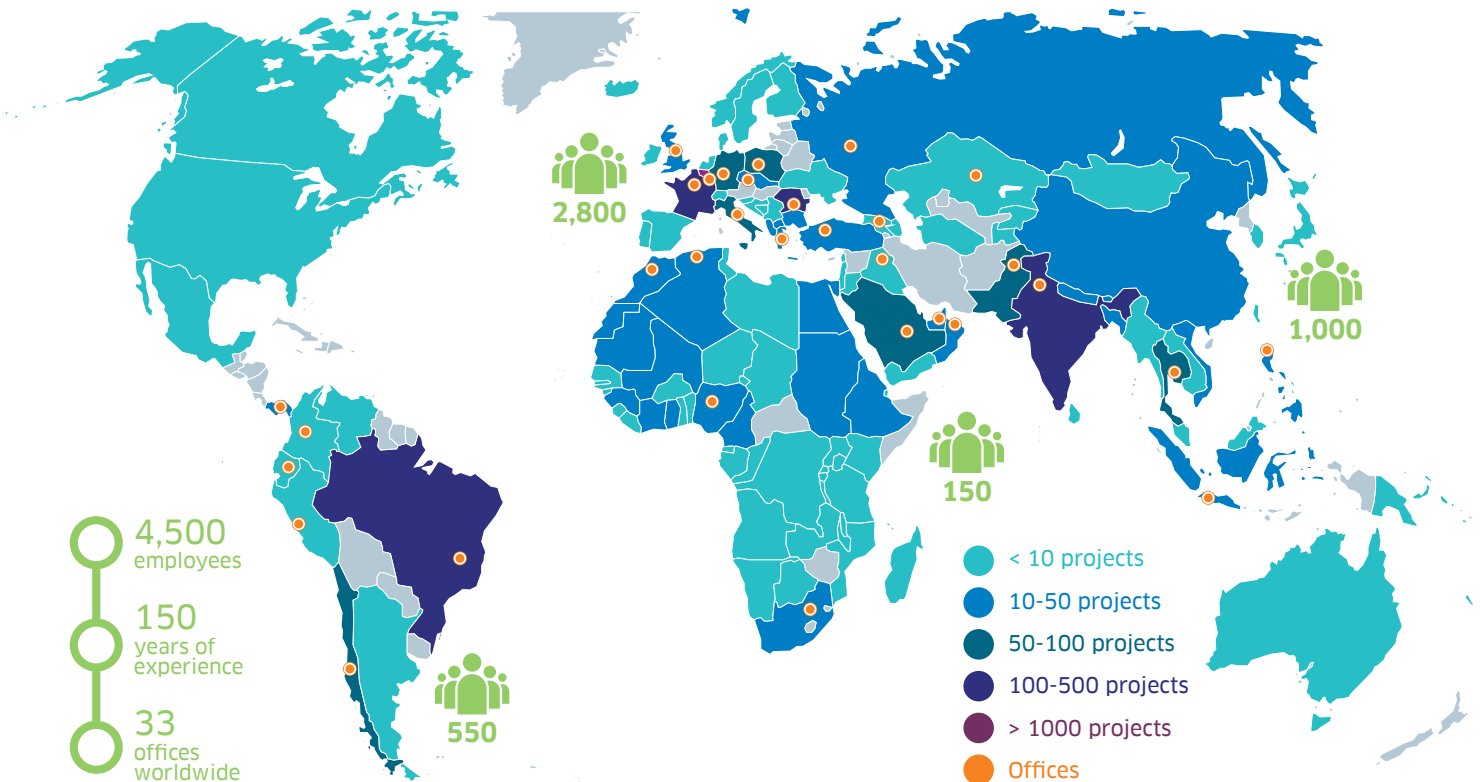 2,800
1,000
150
550
4,500
employees
150
years of
experience
33
offices
worldwide
< 10 projects
10-50 projects
50-100 projects
100-500 projects
> 1000 projects
Offices